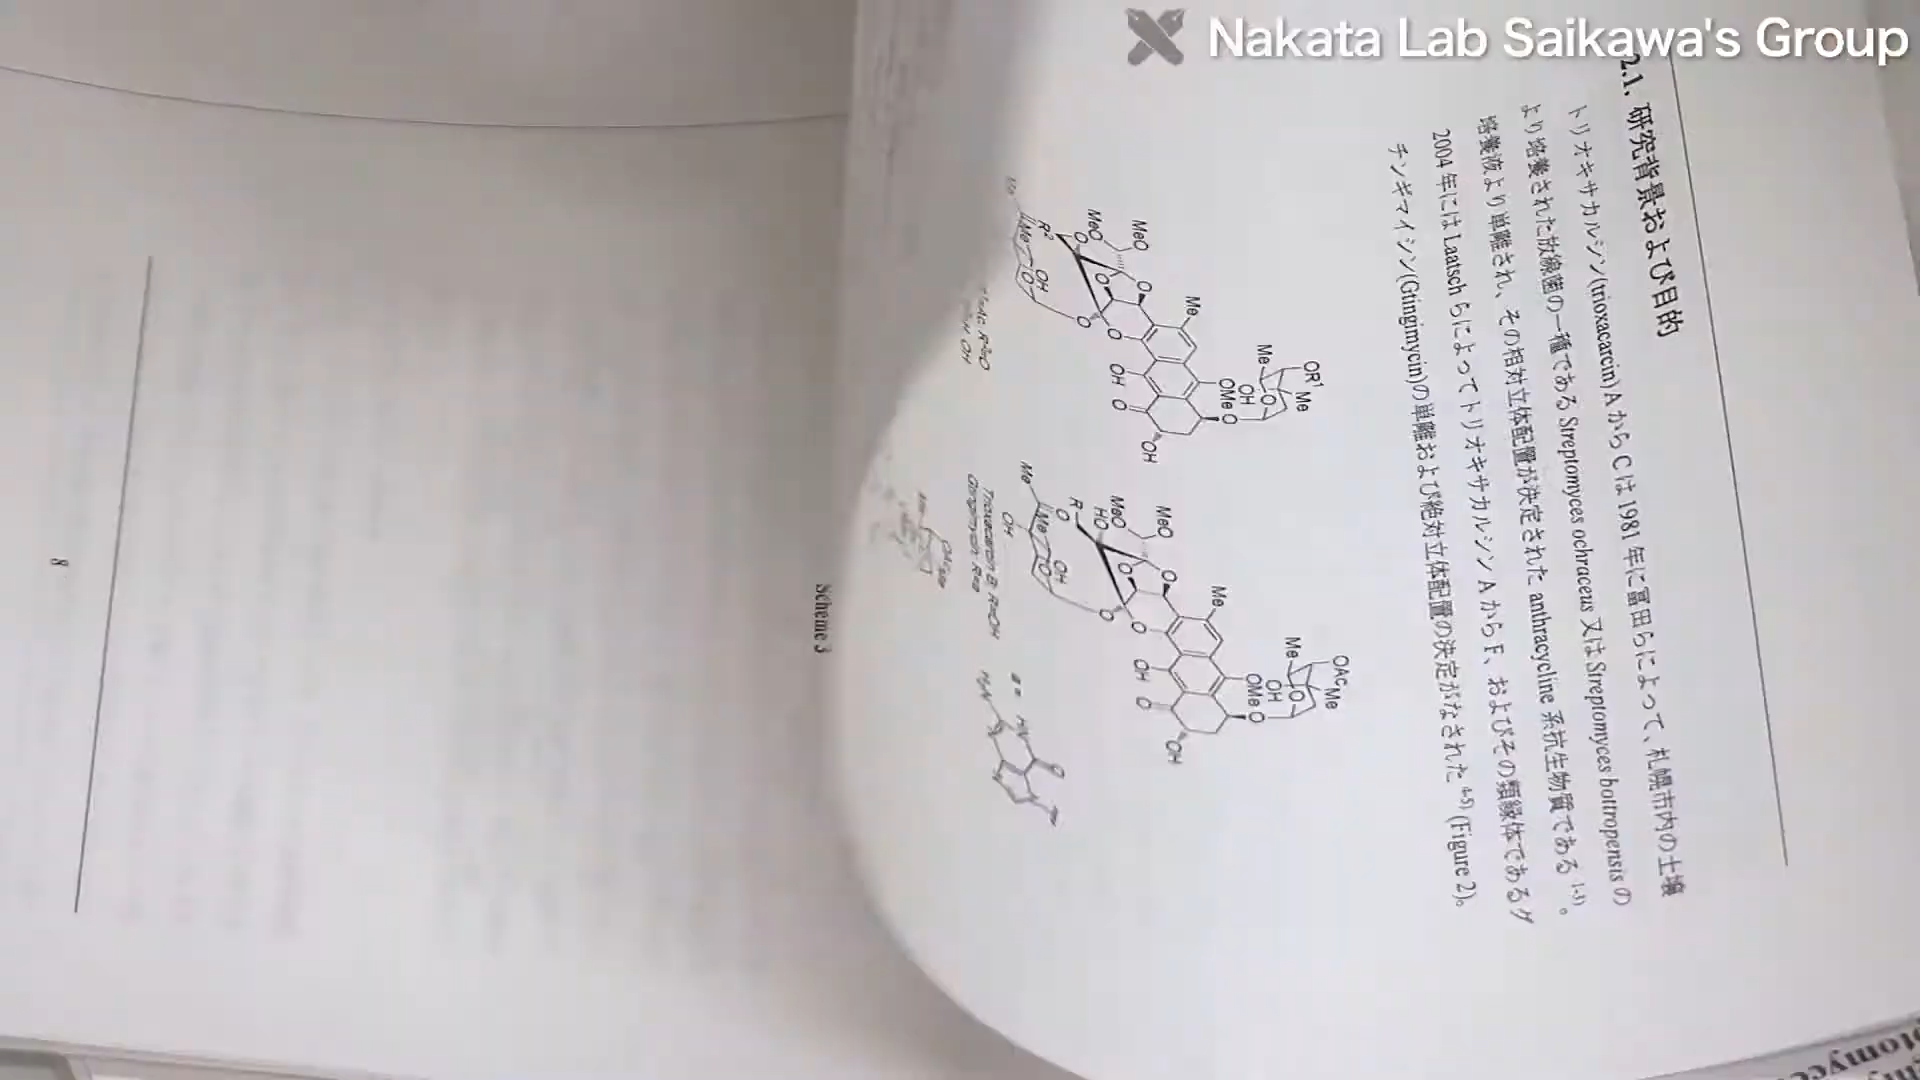 Nakata Lab Saikawa's Group
2.1. 研究背景および目的
トリオキサカルシン(trioxacarcin)A から C は 1981 年に冨田らによって、札幌市内の土壌
より培養された放線菌の一種である Streptomyces ochraceus 又は Streptomyces bottropensis の
培養液より単離され、その相対立体配置が決定された anthracycline 系抗生物質である 1-3)。
2004 年には Laatsch らによってトリオキサカルシン A から F、およびその類縁体であるグ
チンギマイシン(Gtingimycin)の単離および絶対立体配置の決定がなされた 4-5) (Figure 2)。
OR¹
Me
Me
OH
O
OMe
O
Me
MeO
MeO
O
O
O
O
O
OH
O
OH
R²
Me
Me
OH
O
OAc
Me
Me
OH
O
OMe
O
Me
MeO
MeO
HO
R
O
O
O
O
O
OH
O
OH
Me
Me
OH
OH
O
Trioxacarcin B R=OH
Gtingimycin R=a
a =
HN
O
H₂N
Scheme 3
8